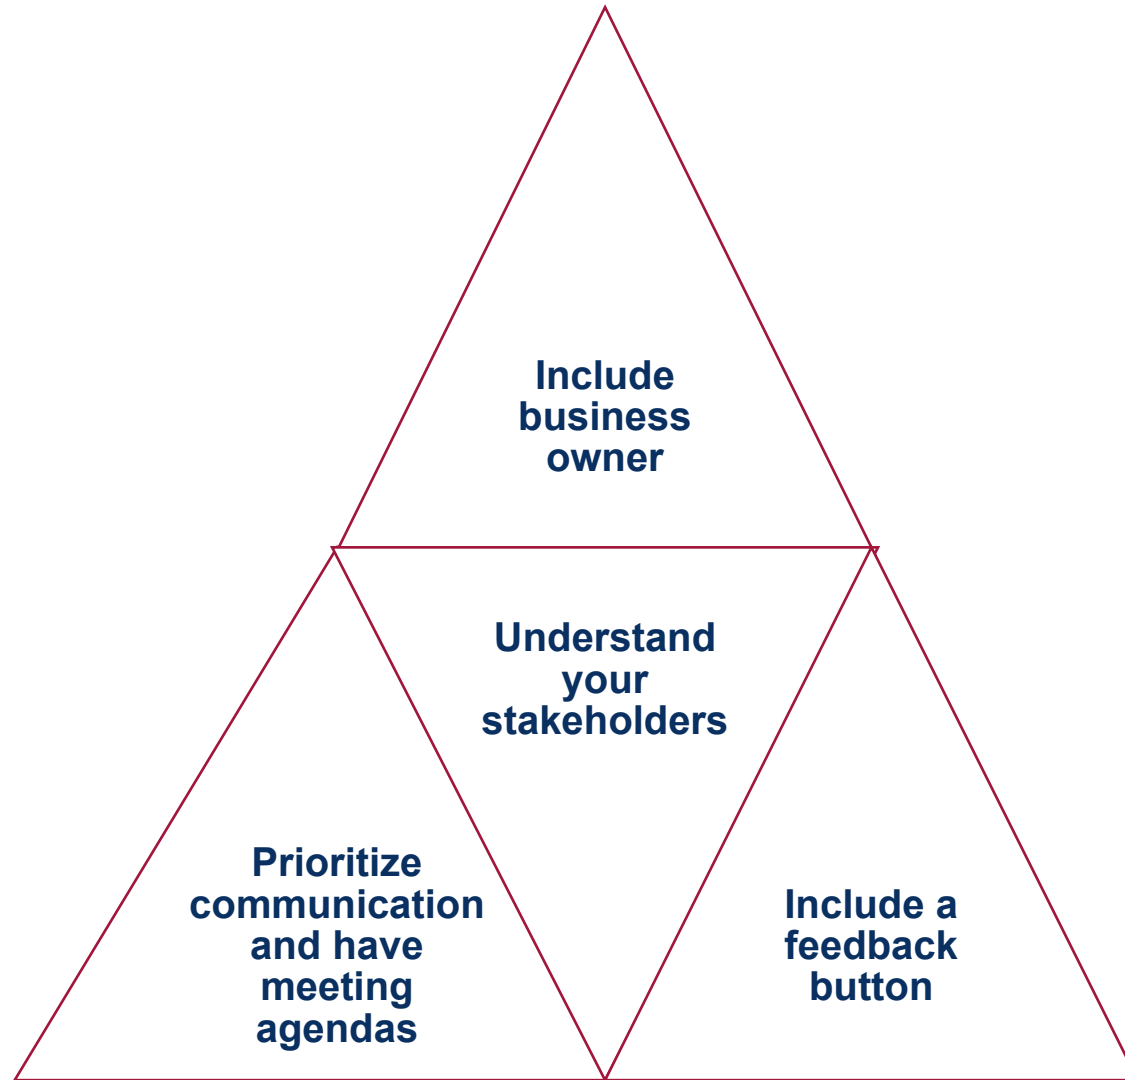 Include
business
owner
Understand
your
stakeholders
Prioritize
communication
and have
meeting
agendas
Include a
feedback
button